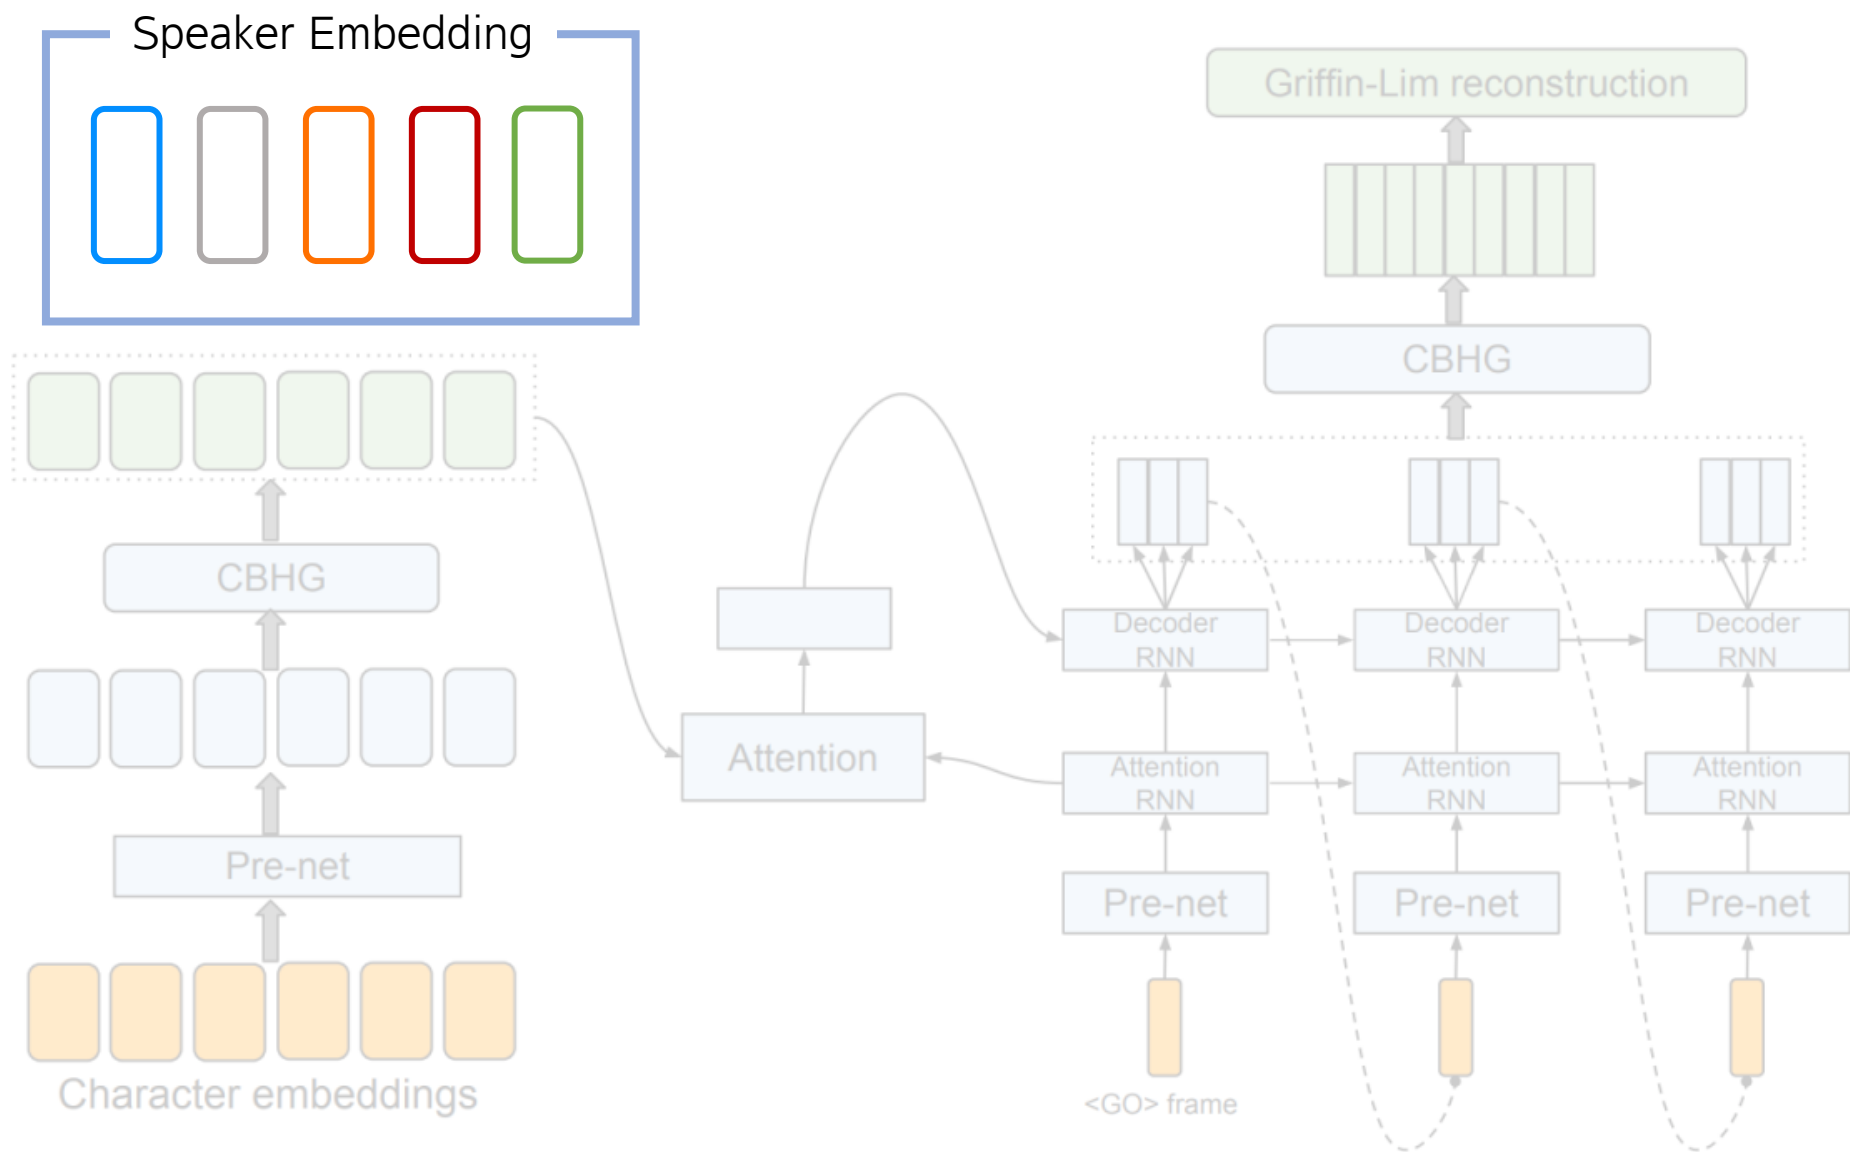 Speaker Embedding
Griffin-Lim reconstruction
CBHG
CBHG
Decoder
RNN
Decoder
RNN
Decoder
RNN
Attention
Attention
RNN
Attention
RNN
Attention
RNN
Pre-net
Pre-net
Pre-net
Pre-net
Character embeddings
<GO> frame